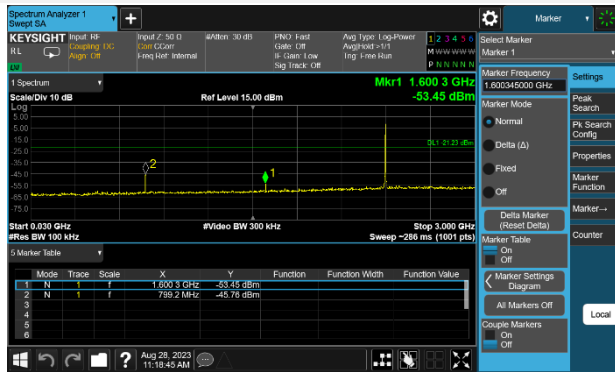 Spectrum Analyzer 1
Swept SA
+
Marker
KEYSIGHT
RL
Input: RF
Coupling: DC
Align: Off
Input Z: 50 Ω
Corr CCorr
Freq Ref: Internal
#Atten: 30 dB
PNO: Fast
Gate: Off
IF Gain: Low
Sig Track: Off
Avg Type: Log-Power
Avg|Hold:>1/1
Trig: Free Run
1 2 3 4 5 6
M W W W W W
P N N N N N
1 Spectrum
Scale/Div 10 dB
Log
Ref Level 15.00 dBm
Mkr1 1.600 3 GHz
-53.45 dBm
5.00
-5.00
-15.0
-25.0
-35.0
-45.0
-55.0
-65.0
-75.0
DL1 -21.23 dBm
2
1
Start 0.030 GHz
#Res BW 100 kHz
#Video BW 300 kHz
Stop 3.000 GHz
Sweep ~286 ms (1001 pts)
5 Marker Table
Mode Trace Scale X Y Function Function Width Function Value
1 N 1 f 1.600 3 GHz -53.45 dBm
2 N 1 f 799.2 MHz -45.76 dBm
3
4
5
6
Select Marker
Marker 1
Marker Frequency
1.600345000 GHz
Marker Mode
Normal
Delta (Δ)
Fixed
Off
Delta Marker
(Reset Delta)
Marker Table
On
Off
Marker Settings
Diagram
All Markers Off
Couple Markers
On
Off
Settings
Peak
Search
Pk Search
Config
Properties
Marker
Function
Marker→
Counter
Local
?
Aug 28, 2023
11:18:45 AM